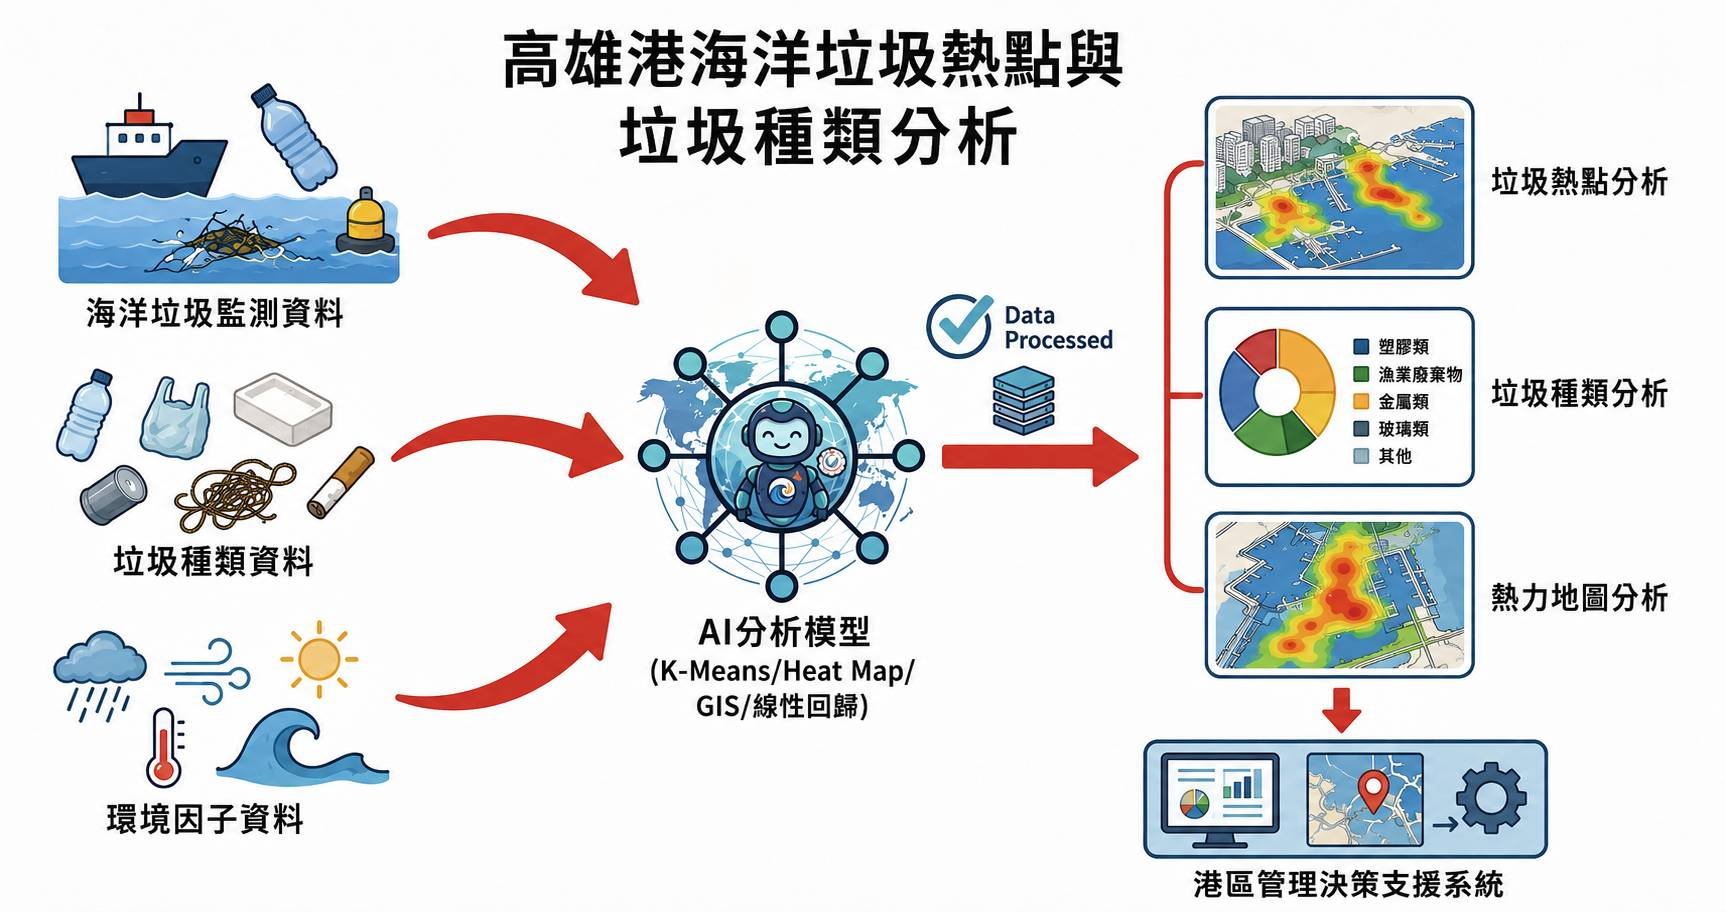 高雄港海洋垃圾熱點與
垃圾種類分析
海洋垃圾監測資料
垃圾種類資料
環境因子資料
AI分析模型
(K-Means/Heat Map/
GIS/線性回歸)
Data
Processed
垃圾熱點分析
塑膠類
漁業廢棄物
金屬類
玻璃類
其他
垃圾種類分析
熱力地圖分析
港區管理決策支援系統